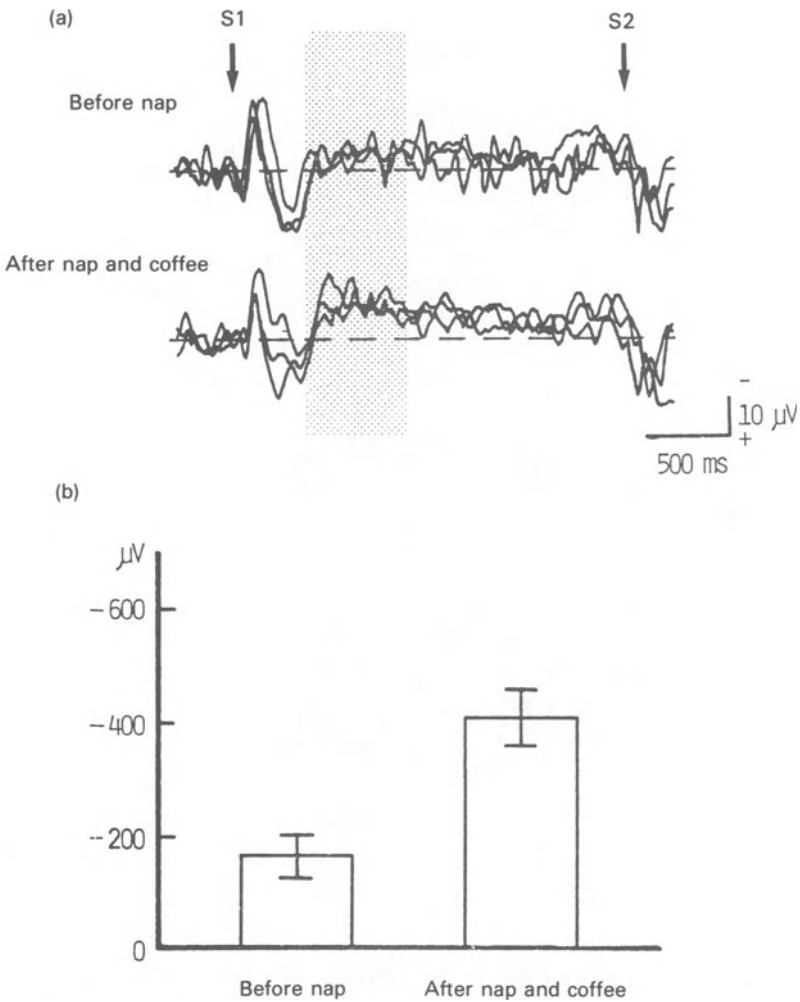 (a)
S1 S2
Before nap
After nap and coffee
−
10 µV
+
500 ms
(b)
µV
−600
−400
−200
0
Before nap After nap and coffee